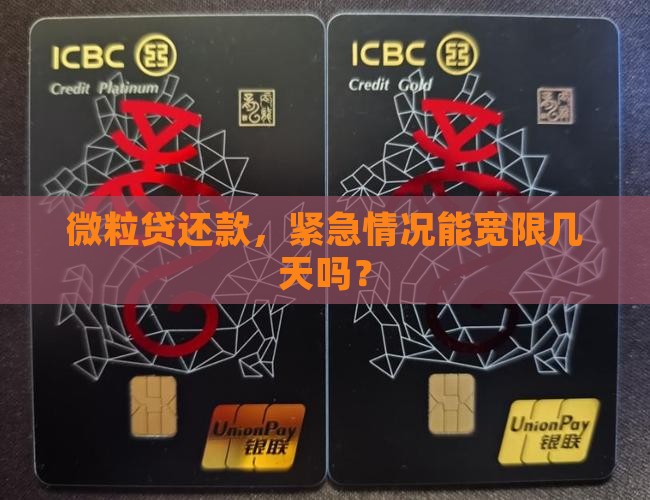 ICBC
Credit Platinum
ICBC
Credit Gold
微粒贷还款，紧急情况能宽限几
天吗？
UnionPay
银联
UnionPay
银联